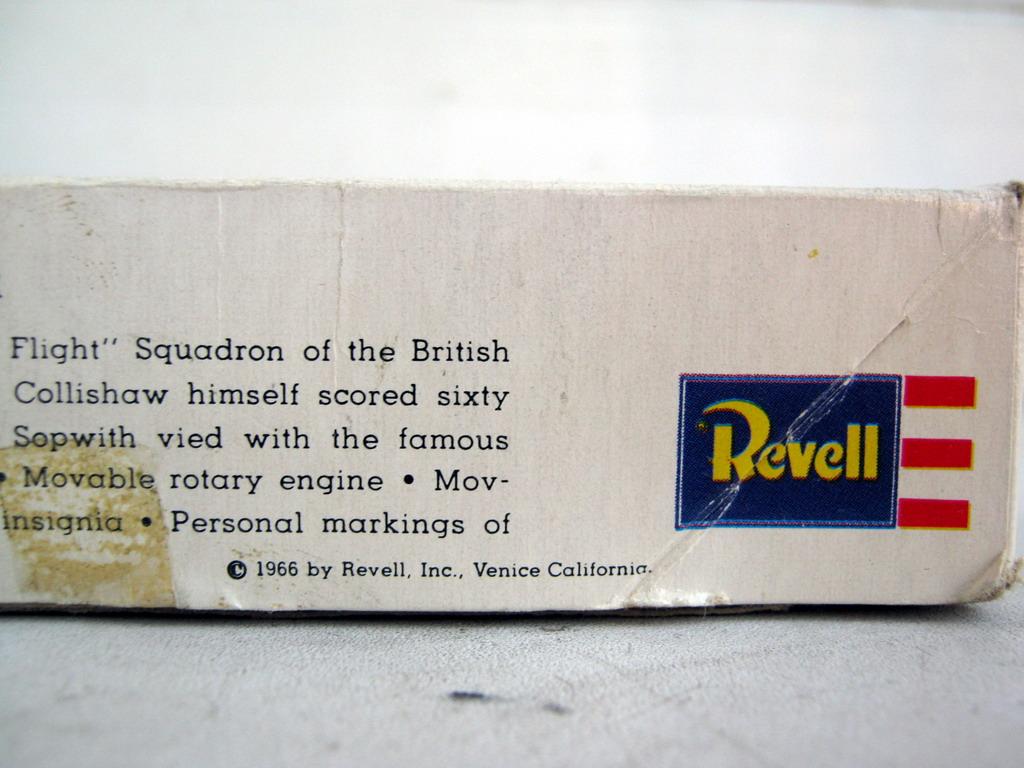 Flight" Squadron of the British
Collishaw himself scored sixty
Sopwith vied with the famous
• Movable rotary engine • Mov-
insignia • Personal markings of
© 1966 by Revell, Inc., Venice California.
Revell